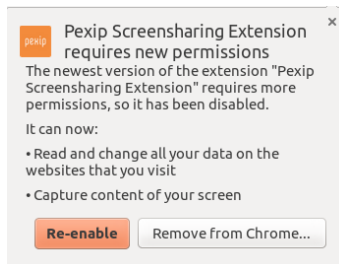 pexip
Pexip Screensharing Extension
requires new permissions
The newest version of the extension "Pexip
Screensharing Extension" requires more
permissions, so it has been disabled.
It can now:
• Read and change all your data on the
websites that you visit
• Capture content of your screen
Re-enable
Remove from Chrome...